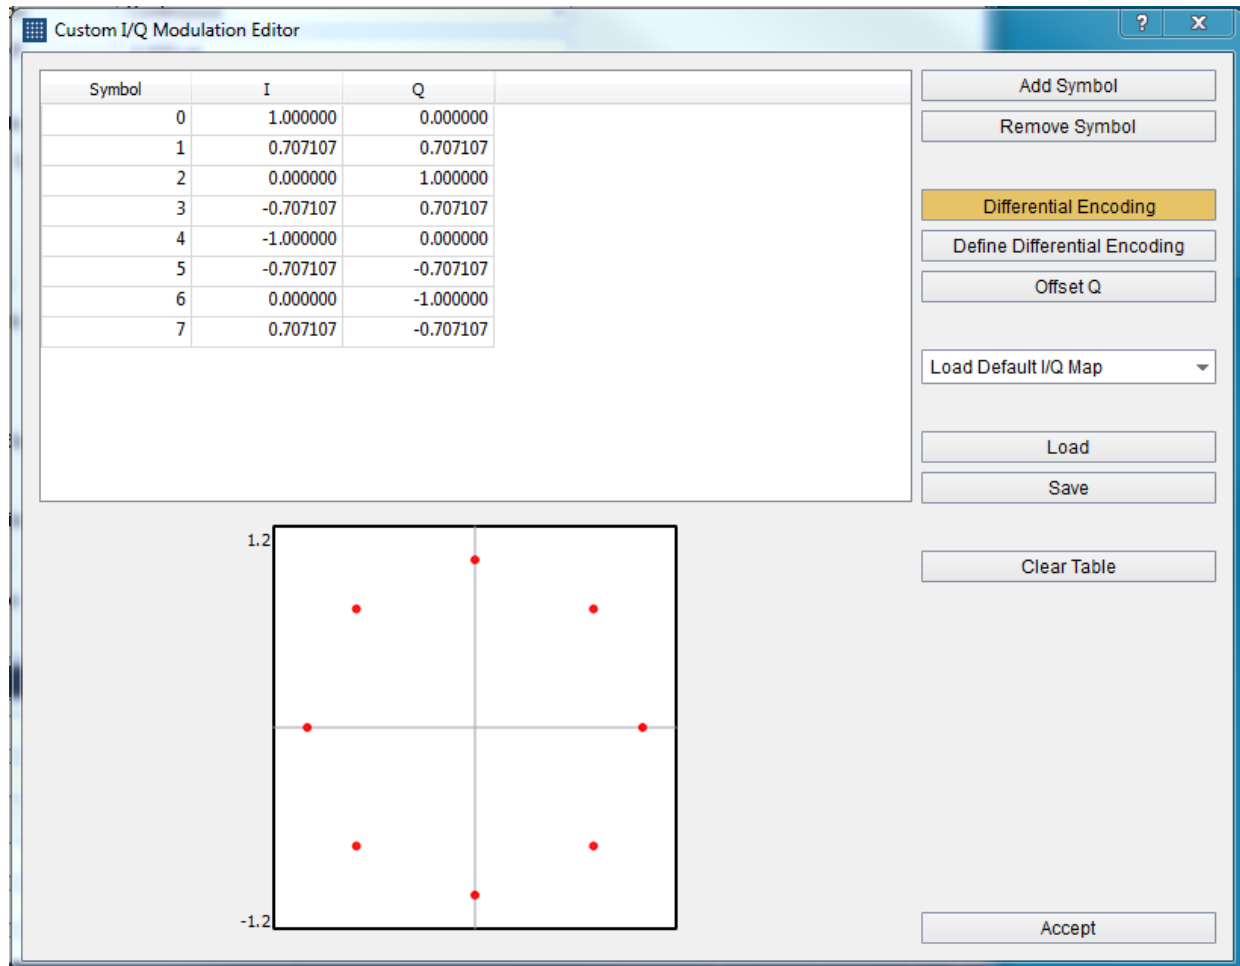 Custom I/Q Modulation Editor
? X
Symbol I Q
0 1.000000 0.000000
1 0.707107 0.707107
2 0.000000 1.000000
3 -0.707107 0.707107
4 -1.000000 0.000000
5 -0.707107 -0.707107
6 0.000000 -1.000000
7 0.707107 -0.707107
Add Symbol
Remove Symbol
Differential Encoding
Define Differential Encoding
Offset Q
Load Default I/Q Map
Load
Save
Clear Table
1.2
-1.2
Accept